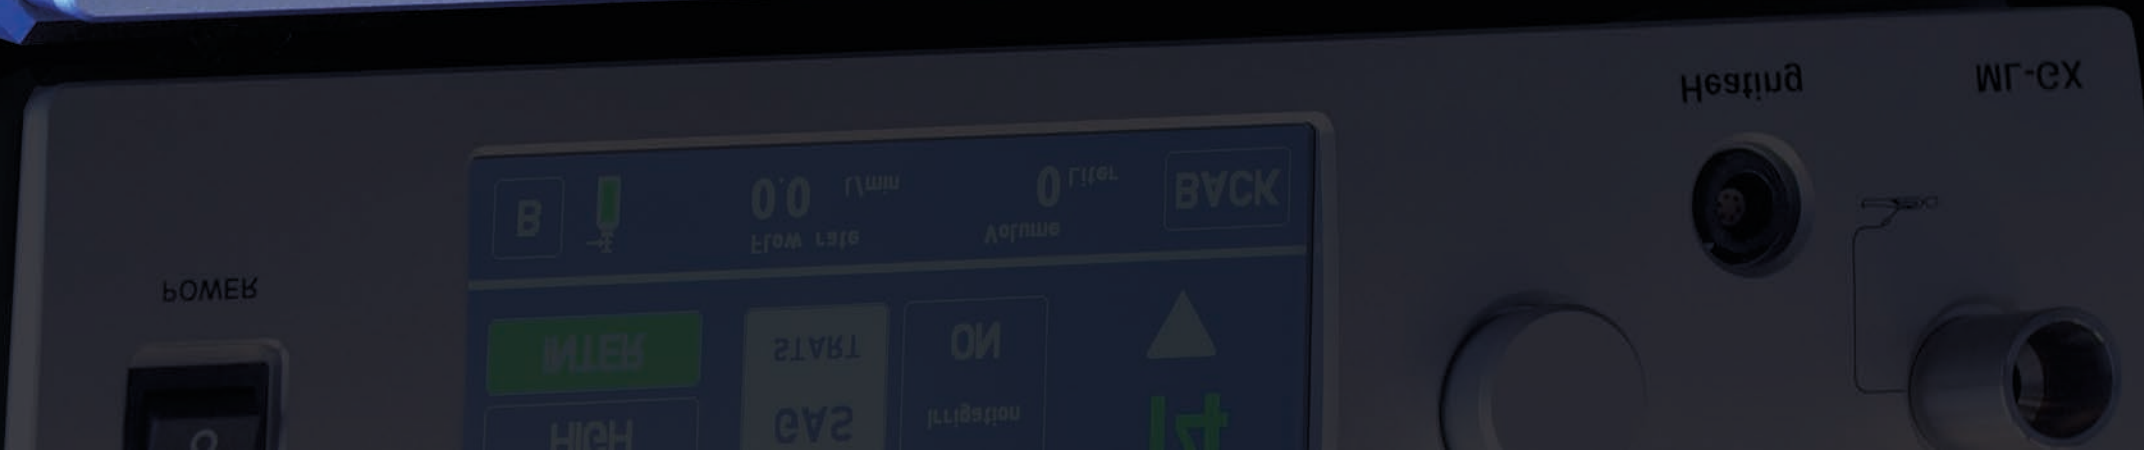 Heating
ML-GX
B
0.0 L/min
Flow rate
0 Liter
Volume
BACK
POWER
INTER
START
GAS
ON
Irrigation
HIGH
14